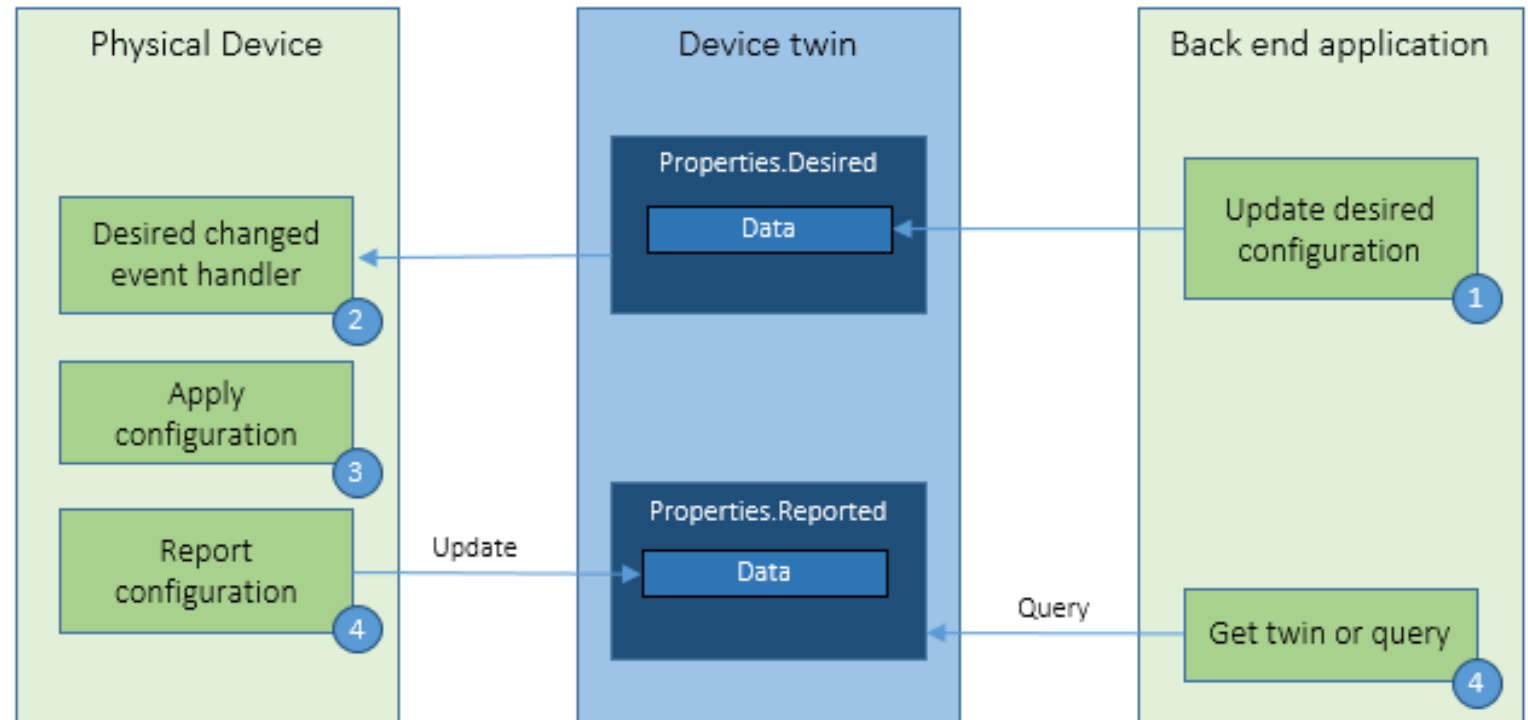 Physical Device
Desired changed
event handler
2
Apply
configuration
3
Report
configuration
4
Update
Device twin
Properties.Desired
Data
Properties.Reported
Data
Query
Back end application
Update desired
configuration
1
Get twin or query
4